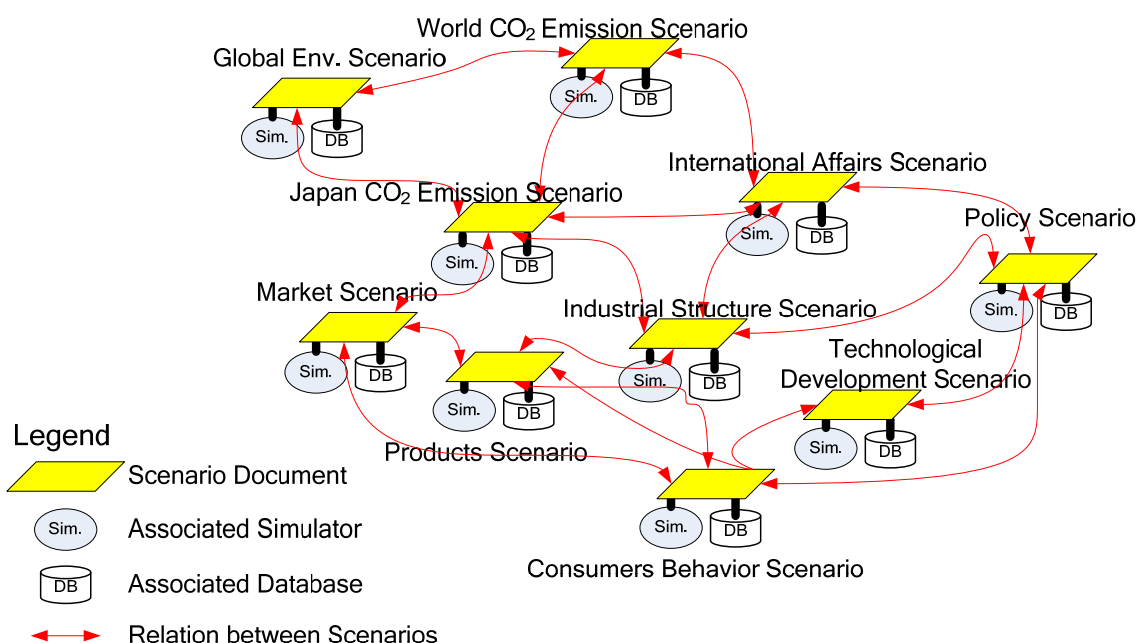 World CO₂ Emission Scenario
Global Env. Scenario
Sim.
DB
Sim.
DB
International Affairs Scenario
Japan CO₂ Emission Scenario
Sim.
DB
Policy Scenario
Sim.
DB
Market Scenario
Industrial Structure Scenario
Sim.
DB
Technological
Development Scenario
Sim.
DB
Sim.
DB
Sim.
DB
Legend
Sim.
DB
Products Scenario
Scenario Document
Sim.
DB
Sim.
Associated Simulator
Consumers Behavior Scenario
DB
Associated Database
Relation between Scenarios